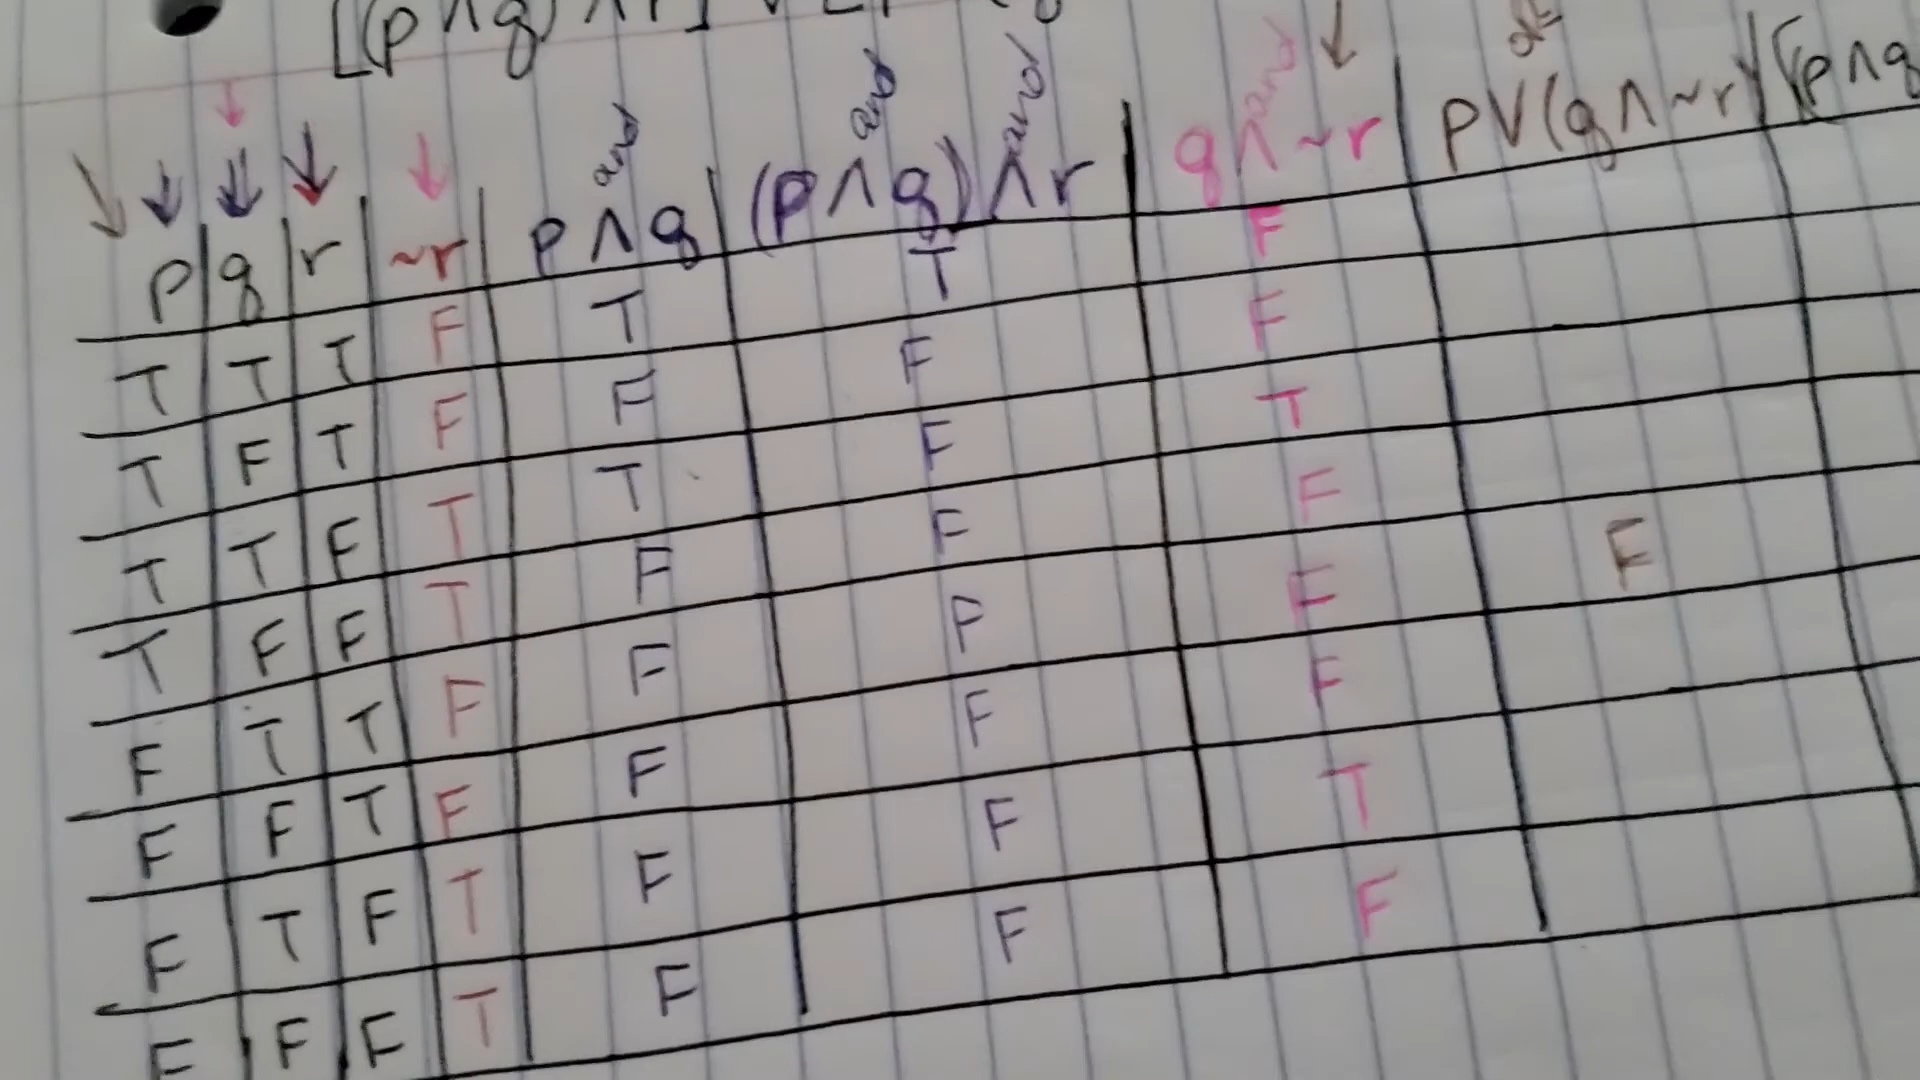 [(p ∧ q) ∧ r] ∨ [p
and and and and or
p q r ~r p ∧ q (p ∧ q) ∧ r q ∧ ~r p ∨ (q ∧ ~r) [(p ∧ q
T T T F T T F
T F T F F F F
T T F T T F T
T F F T F F F
F T T F F F F F
F F T F F F F
F T F T F F T
F F F T F F F